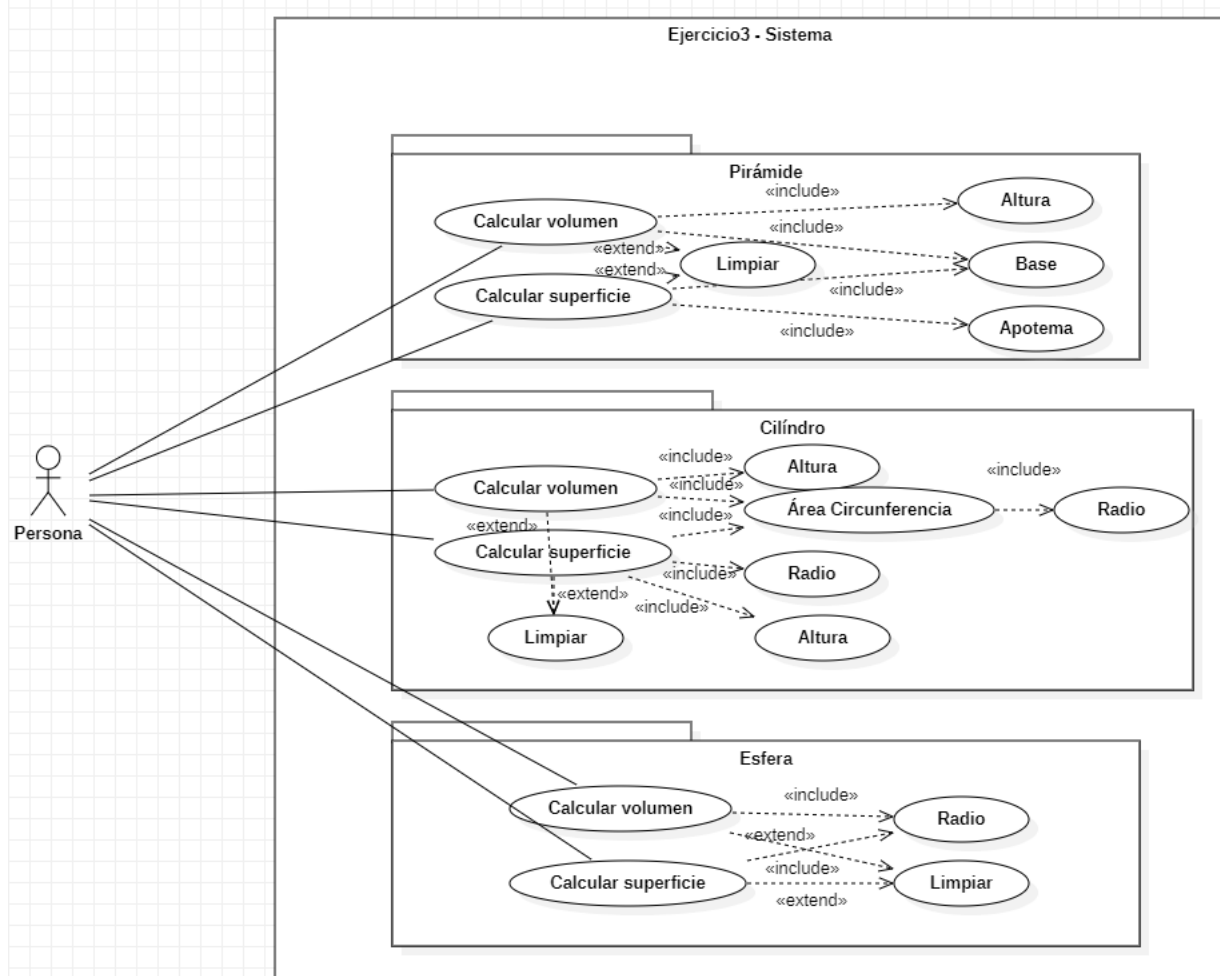 Ejercicio3 - Sistema
Pirámide
«include»
Altura
Calcular volumen
«include»
«extend»
Limpiar
Base
«extend»
Calcular superficie
«include»
Apotema
«include»
Cilíndro
«include»
Altura
«include»
Calcular volumen
«include»
Área Circunferencia
Radio
«include»
«extend»
Calcular superficie
«include»
Radio
«extend»
«include»
Limpiar
Altura
Persona
Esfera
«include»
Calcular volumen
Radio
«extend»
«include»
Calcular superficie
Limpiar
«extend»